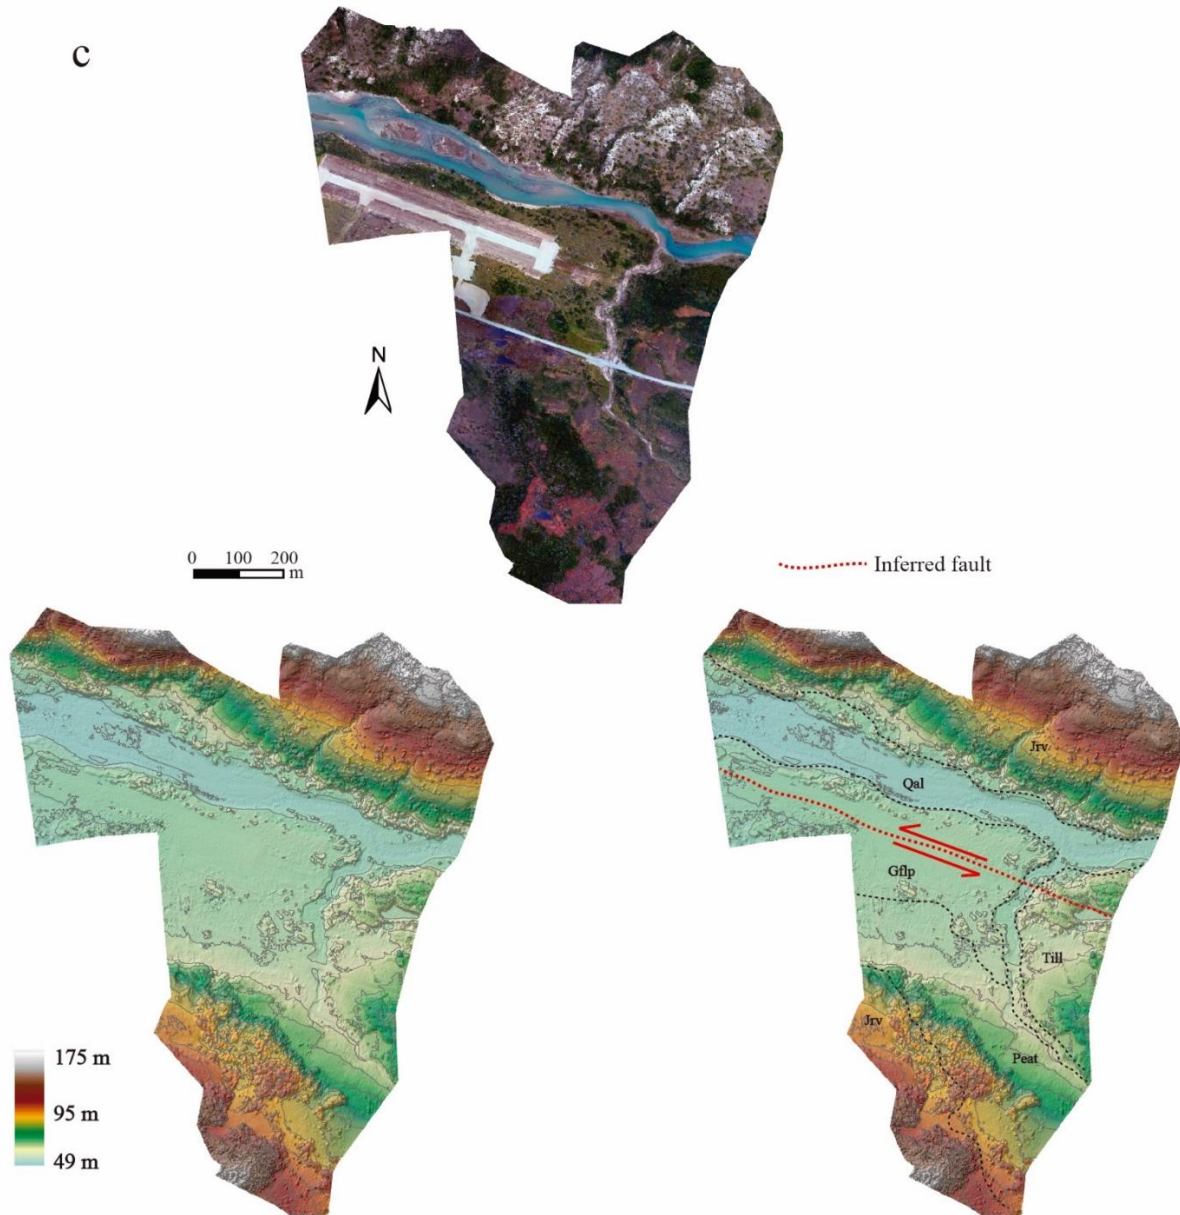 c
N
0 100 200
m
Inferred fault
Jrv
Qal
Gflp
Till
Jrv
Peat
175 m
95 m
49 m